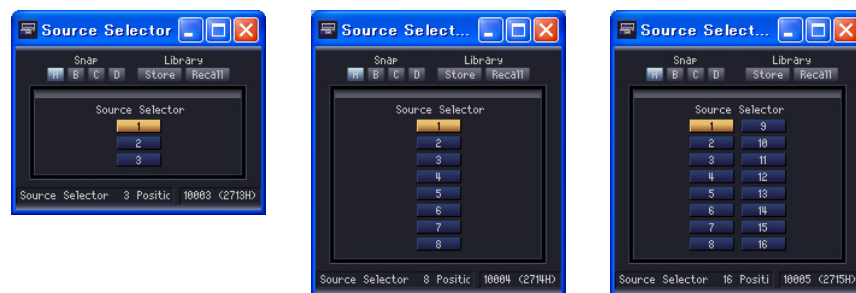 Source Selector
Snap Library
A B C D Store Recall
Source Selector
1
2
3
Source Selector 3 Positic 10003 (2713H)
Source Select...
Snap Library
A B C D Store Recall
Source Selector
1
2
3
4
5
6
7
8
Source Selector 8 Positic 10004 (2714H)
Source Select...
Snap Library
A B C D Store Recall
Source Selector
1 9
2 10
3 11
4 12
5 13
6 14
7 15
8 16
Source Selector 16 Positi 10005 (2715H)